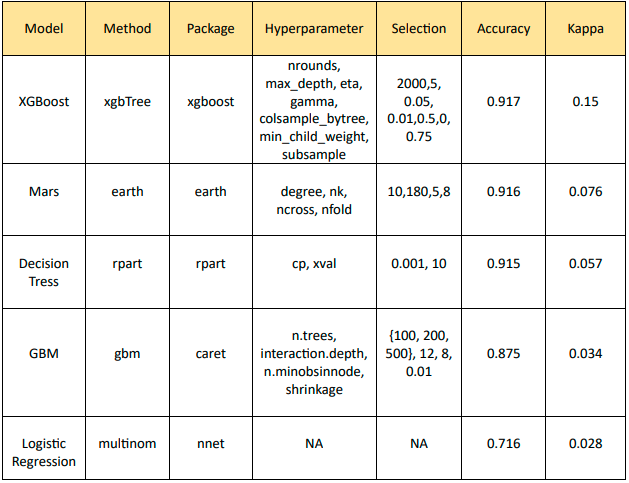 Model Method Package Hyperparameter Selection Accuracy Kappa
XGBoost xgbTree xgboost nrounds, max_depth, eta, gamma, colsample_bytree, min_child_weight, subsample 2000,5, 0.05, 0.01,0.5,0, 0.75 0.917 0.15
Mars earth earth degree, nk, ncross, nfold 10,180,5,8 0.916 0.076
Decision Tress rpart rpart cp, xval 0.001, 10 0.915 0.057
GBM gbm caret n.trees, interaction.depth, n.minobsinnode, shrinkage {100, 200, 500}, 12, 8, 0.01 0.875 0.034
Logistic Regression multinom nnet NA NA 0.716 0.028